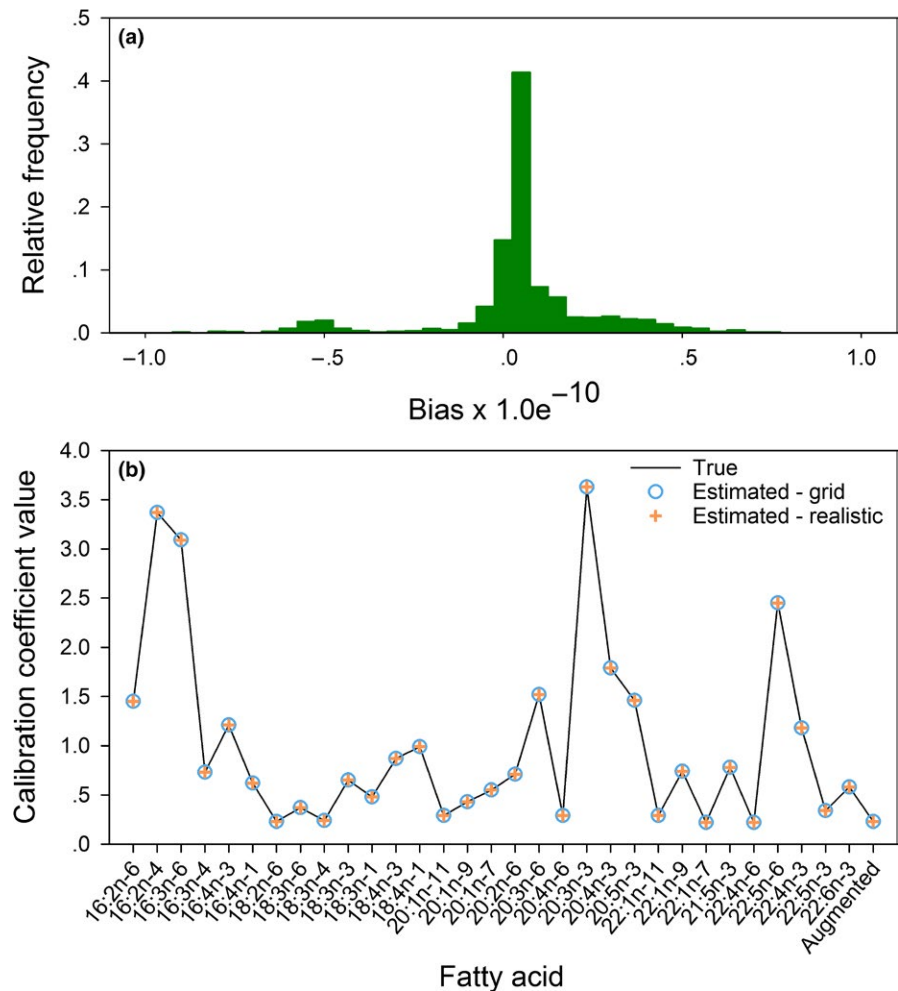 (a)
.5
.4
.3
.2
.1
.0
Relative frequency
–1.0 –.5 .0 .5 1.0
Bias x 1.0e–10
(b)
4.0
3.5
3.0
2.5
2.0
1.5
1.0
.5
.0
Calibration coefficient value
True
Estimated - grid
Estimated - realistic
16:2n-6
16:2n-4
16:3n-6
16:3n-4
16:4n-3
16:4n-1
18:2n-6
18:3n-6
18:3n-4
18:3n-3
18:3n-1
18:4n-3
18:4n-1
20:1n-11
20:1n-9
20:1n-7
20:2n-6
20:3n-6
20:4n-6
20:3n-3
20:4n-3
20:5n-3
22:1n-11
22:1n-9
22:1n-7
21:5n-3
22:4n-6
22:5n-6
22:4n-3
22:5n-3
22:6n-3
Augmented
Fatty acid